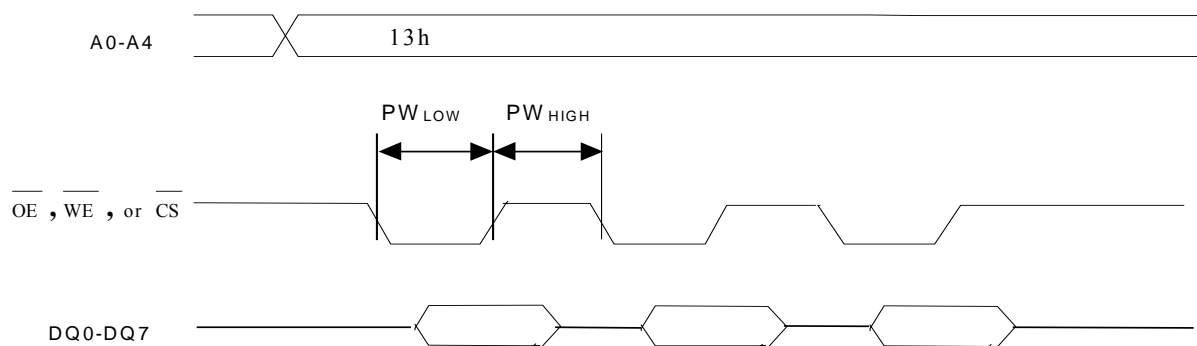 A0-A4
13h
PW LOW PW HIGH
OE , WE , or CS
DQ0-DQ7